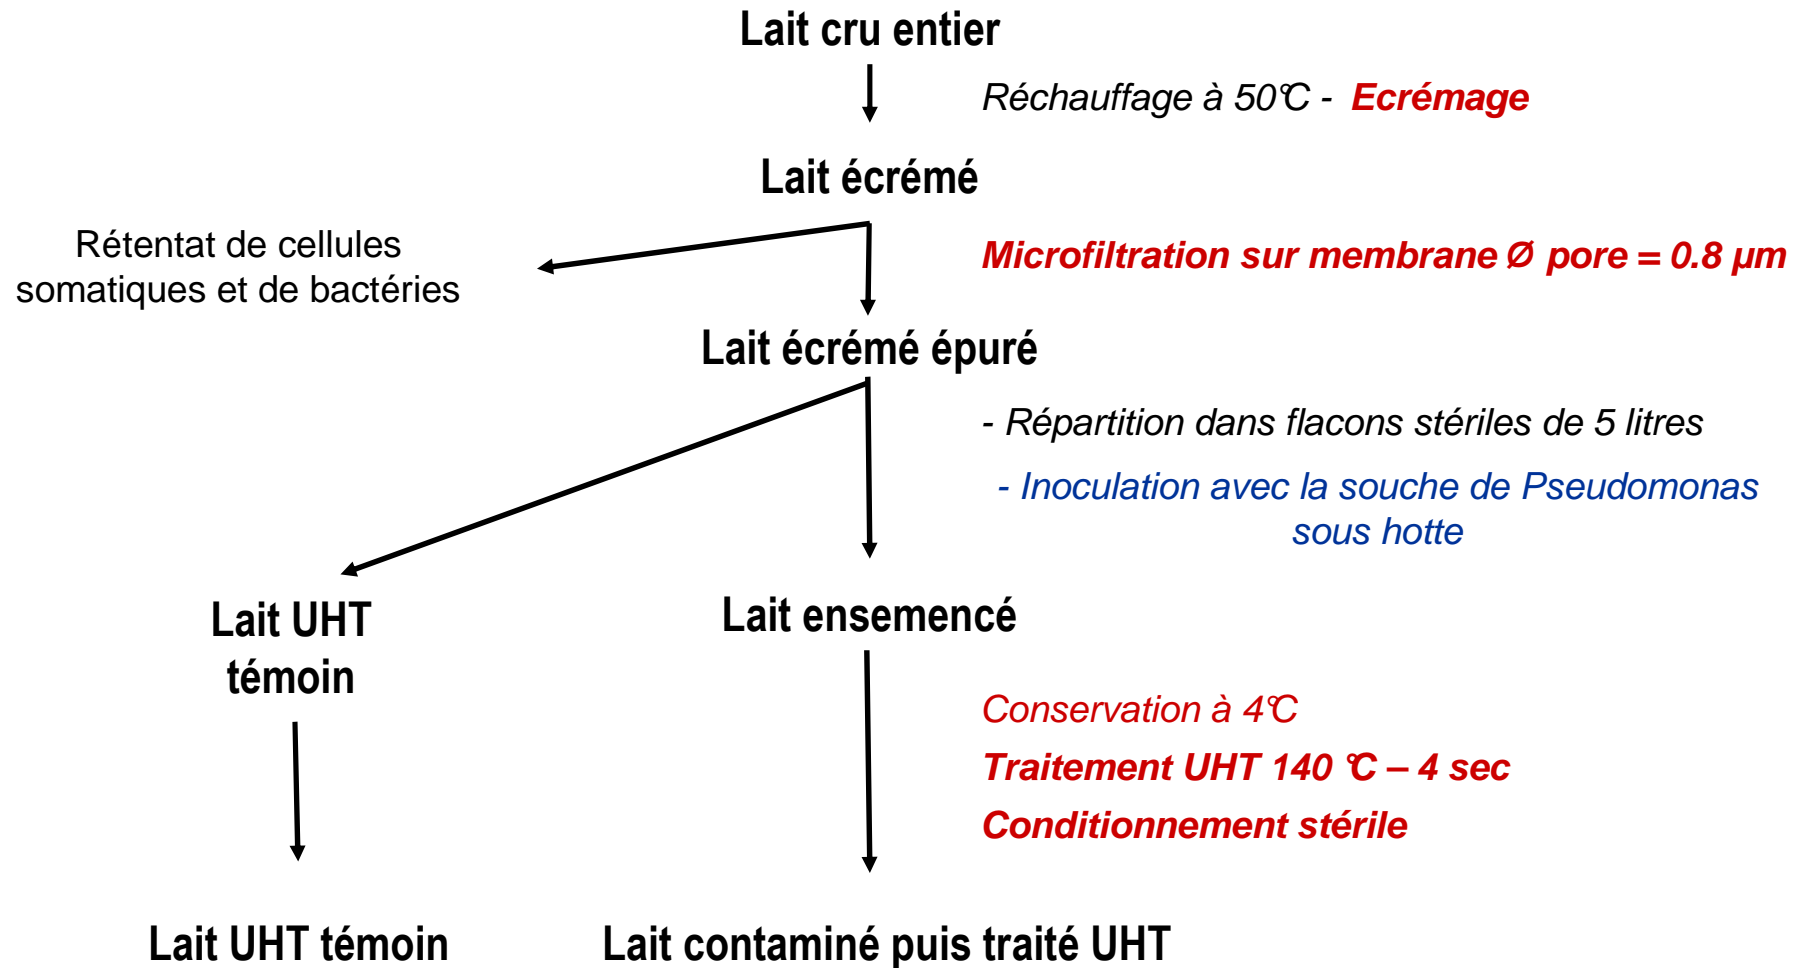 Lait cru entier
Réchauffage à 50°C - Ecrémage
Lait écrémé
Rétentat de cellules
somatiques et de bactéries
Microfiltration sur membrane Ø pore = 0.8 µm
Lait écrémé épuré
- Répartition dans flacons stériles de 5 litres
- Inoculation avec la souche de Pseudomonas
sous hotte
Lait UHT
témoin
Lait ensemencé
Conservation à 4°C
Traitement UHT 140 °C – 4 sec
Conditionnement stérile
Lait UHT témoin
Lait contaminé puis traité UHT